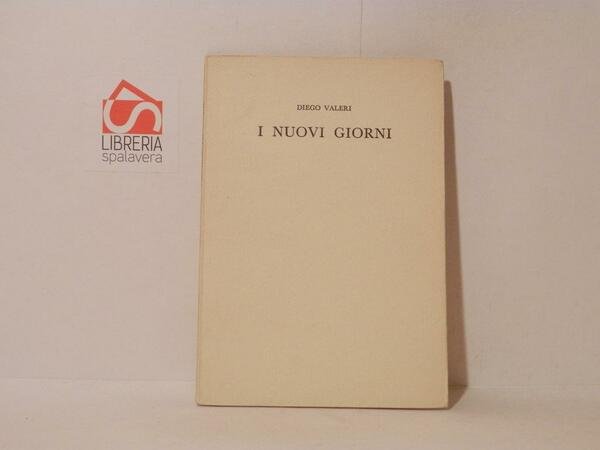 LIBRERIA
spalavera
DIEGO VALERI
I NUOVI GIORNI